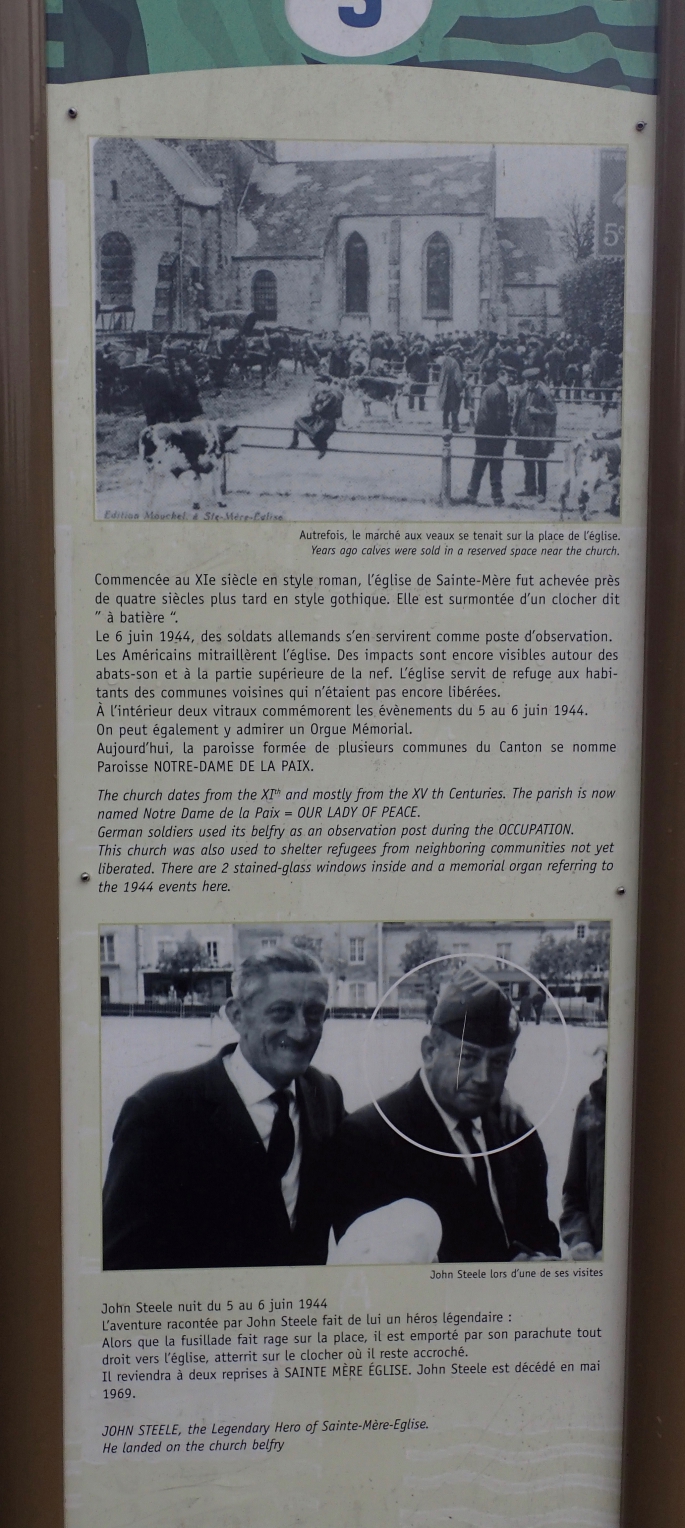 5
5c
Edition Mouchel, à Ste-Mère-Eglise
Autrefois, le marché aux veaux se tenait sur la place de l'église.
Years ago calves were sold in a reserved space near the church.
Commencée au XIe siècle en style roman, l'église de Sainte-Mère fut achevée près
de quatre siècles plus tard en style gothique. Elle est surmontée d'un clocher dit
" à batière ".
Le 6 juin 1944, des soldats allemands s'en servirent comme poste d'observation.
Les Américains mitraillèrent l'église. Des impacts sont encore visibles autour des
abats-son et à la partie supérieure de la nef. L'église servit de refuge aux habi-
tants des communes voisines qui n'étaient pas encore libérées.
À l'intérieur deux vitraux commémorent les évènements du 5 au 6 juin 1944.
On peut également y admirer un Orgue Mémorial.
Aujourd'hui, la paroisse formée de plusieurs communes du Canton se nomme
Paroisse NOTRE-DAME DE LA PAIX.
The church dates from the XIth and mostly from the XV th Centuries. The parish is now
named Notre Dame de la Paix = OUR LADY OF PEACE.
German soldiers used its belfry as an observation post during the OCCUPATION.
This church was also used to shelter refugees from neighboring communities not yet
liberated. There are 2 stained-glass windows inside and a memorial organ referring to
the 1944 events here.
John Steele lors d'une de ses visites
John Steele nuit du 5 au 6 juin 1944
L'aventure racontée par John Steele fait de lui un héros légendaire :
Alors que la fusillade fait rage sur la place, il est emporté par son parachute tout
droit vers l'église, atterrit sur le clocher où il reste accroché.
Il reviendra à deux reprises à SAINTE MÈRE ÉGLISE. John Steele est décédé en mai
1969.
JOHN STEELE, the Legendary Hero of Sainte-Mère-Eglise.
He landed on the church belfry